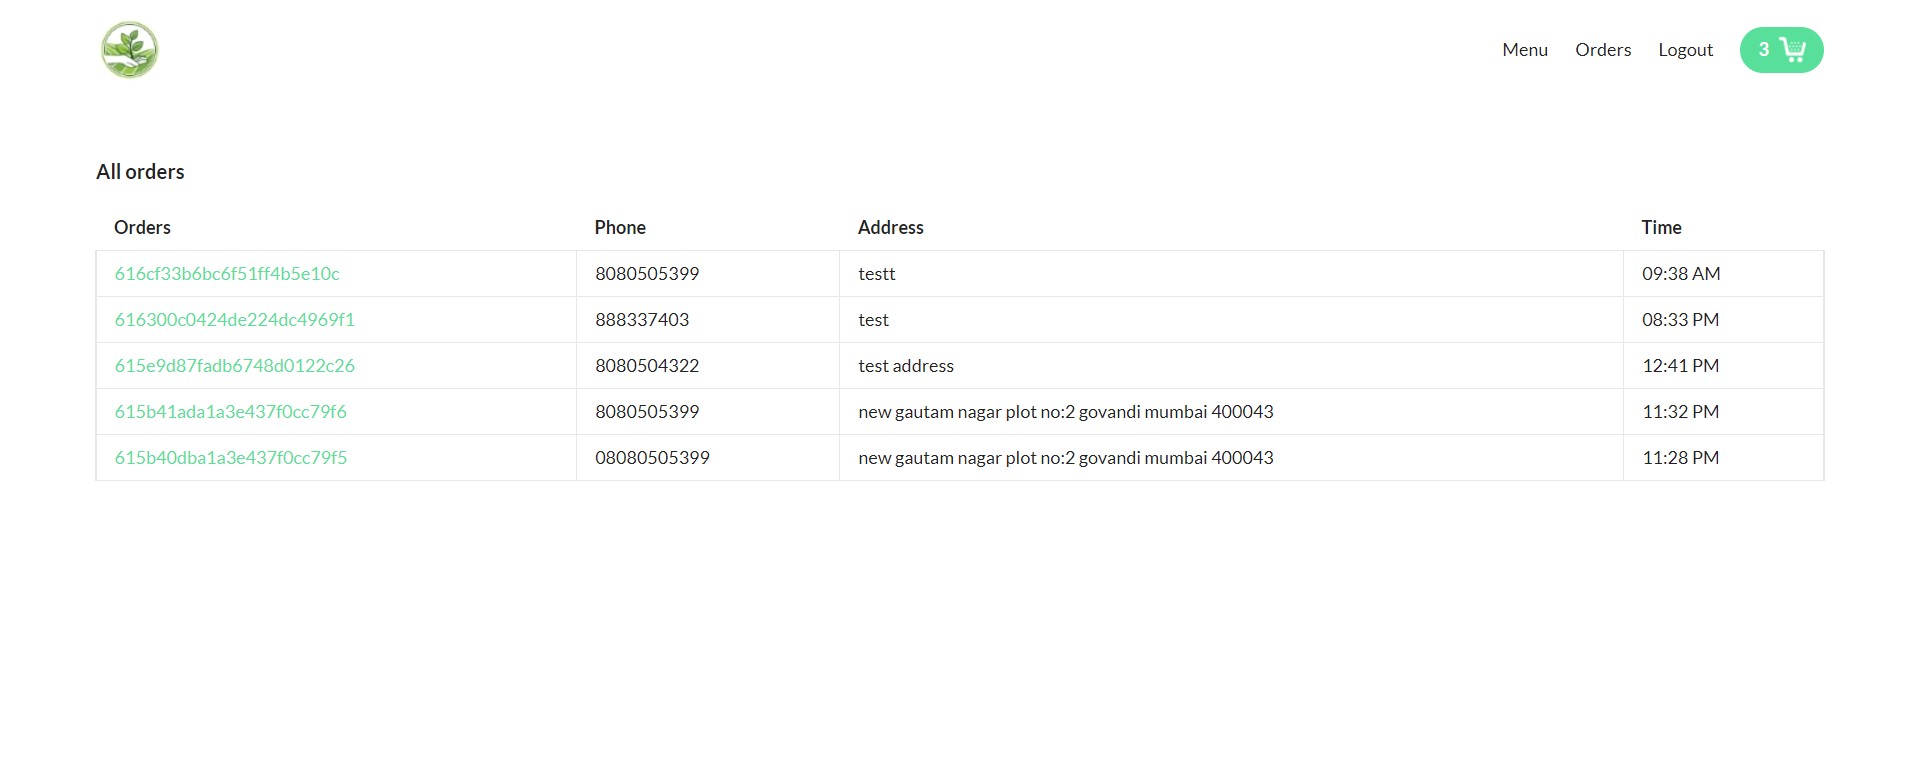 Menu Orders Logout 3
All orders
Orders Phone Address Time
616cf33b6bc6f51ff4b5e10c 8080505399 testt 09:38 AM
616300c0424de224dc4969f1 888337403 test 08:33 PM
615e9d87fadb6748d0122c26 8080504322 test address 12:41 PM
615b41ada1a3e437f0cc79f6 8080505399 new gautam nagar plot no:2 govandi mumbai 400043 11:32 PM
615b40dba1a3e437f0cc79f5 08080505399 new gautam nagar plot no:2 govandi mumbai 400043 11:28 PM